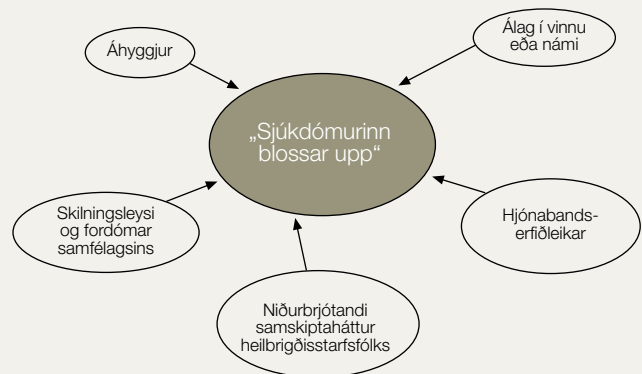 Áhyggjur
Álag í vinnu
eða námi
„Sjúkdómurinn
blossar upp“
Skilningsleysi
og fordómar
samfélagsins
Hjónabands-
erfiðleikar
Niðurbrjótandi
samskiptaháttur
heilbrigðisstarfsfólks